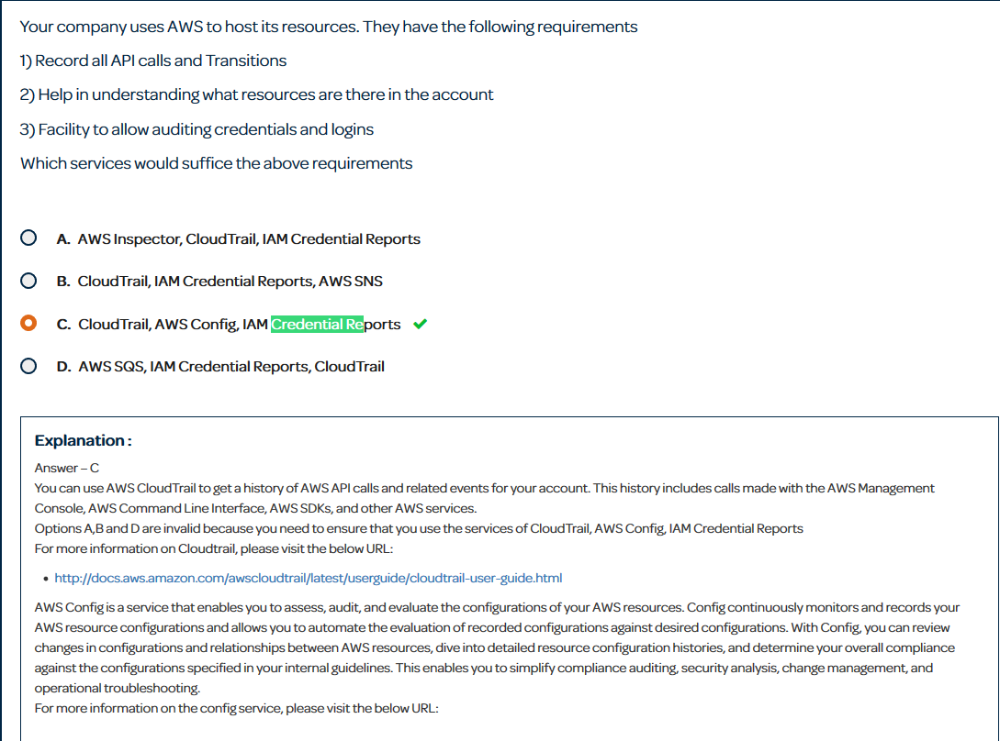 Your company uses AWS to host its resources. They have the following requirements
1) Record all API calls and Transitions
2) Help in understanding what resources are there in the account
3) Facility to allow auditing credentials and logins
Which services would suffice the above requirements
A. AWS Inspector, CloudTrail, IAM Credential Reports
B. CloudTrail, IAM Credential Reports, AWS SNS
C. CloudTrail, AWS Config, IAM Credential Reports
D. AWS SQS, IAM Credential Reports, CloudTrail
Explanation :
Answer – C
You can use AWS CloudTrail to get a history of AWS API calls and related events for your account. This history includes calls made with the AWS Management
Console, AWS Command Line Interface, AWS SDKs, and other AWS services.
Options A,B and D are invalid because you need to ensure that you use the services of CloudTrail, AWS Config, IAM Credential Reports
For more information on Cloudtrail, please visit the below URL:
• http://docs.aws.amazon.com/awscloudtrail/latest/userguide/cloudtrail-user-guide.html
AWS Config is a service that enables you to assess, audit, and evaluate the configurations of your AWS resources. Config continuously monitors and records your
AWS resource configurations and allows you to automate the evaluation of recorded configurations against desired configurations. With Config, you can review
changes in configurations and relationships between AWS resources, dive into detailed resource configuration histories, and determine your overall compliance
against the configurations specified in your internal guidelines. This enables you to simplify compliance auditing, security analysis, change management, and
operational troubleshooting.
For more information on the config service, please visit the below URL: